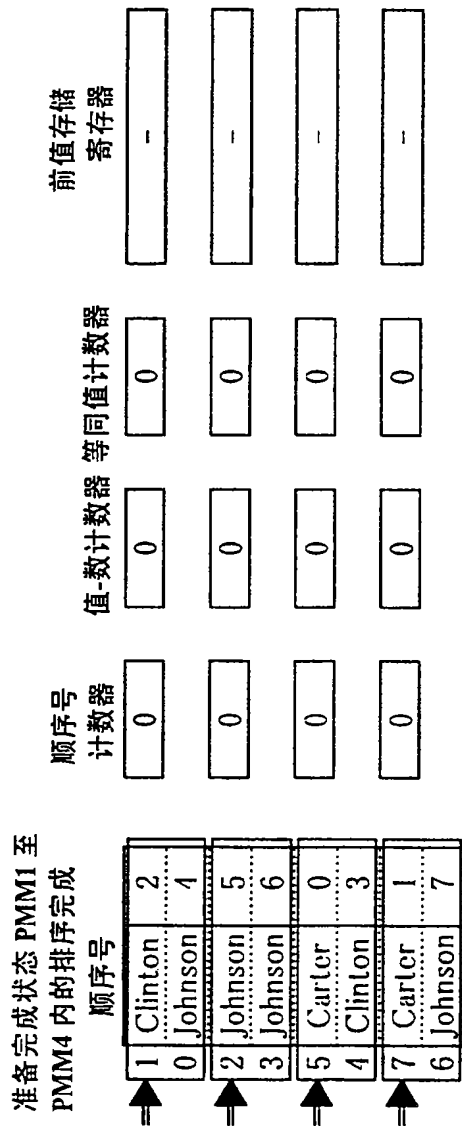 准备完成状态 PMM1 至
PMM4 内的排序完成
顺序号
顺序号
计数器
值-数计数器
等同值计数器
前值存储
寄存器
1 Clinton 2
0 Johnson 4
0
0
0
-
2 Johnson 5
3 Johnson 6
0
0
0
-
5 Carter 0
4 Clinton 3
0
0
0
-
7 Carter 1
6 Johnson 7
0
0
0
-